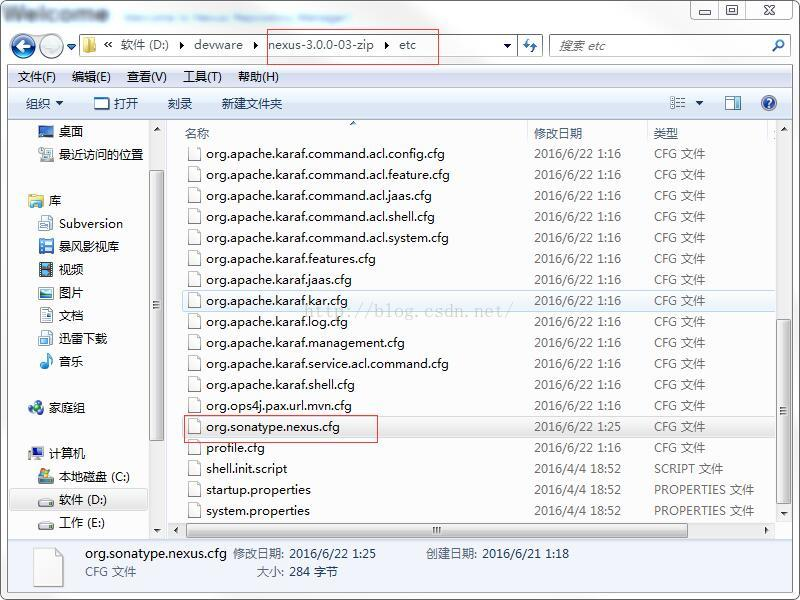 Welcome Welcome to Nexus Repository Manager!
« 软件 (D:) ▸ devware ▸ nexus-3.0.0-03-zip ▸ etc
搜索 etc
文件(F) 编辑(E) 查看(V) 工具(T) 帮助(H)
组织 打开 刻录 新建文件夹
名称 修改日期 类型
桌面
最近访问的位置
库
Subversion
暴风影视库
视频
图片
文档
迅雷下载
音乐
家庭组
计算机
本地磁盘 (C:)
软件 (D:)
工作 (E:)
org.apache.karaf.command.acl.config.cfg 2016/6/22 1:16 CFG 文件
org.apache.karaf.command.acl.feature.cfg 2016/6/22 1:16 CFG 文件
org.apache.karaf.command.acl.jaas.cfg 2016/6/22 1:16 CFG 文件
org.apache.karaf.command.acl.shell.cfg 2016/6/22 1:16 CFG 文件
org.apache.karaf.command.acl.system.cfg 2016/6/22 1:16 CFG 文件
org.apache.karaf.features.cfg 2016/6/22 1:16 CFG 文件
org.apache.karaf.jaas.cfg 2016/6/22 1:16 CFG 文件
org.apache.karaf.kar.cfg 2016/6/22 1:16 CFG 文件
http://blog.csdn.net/
org.apache.karaf.log.cfg 2016/6/22 1:16 CFG 文件
org.apache.karaf.management.cfg 2016/6/22 1:16 CFG 文件
org.apache.karaf.service.acl.command.cfg 2016/6/22 1:16 CFG 文件
org.apache.karaf.shell.cfg 2016/6/22 1:16 CFG 文件
org.ops4j.pax.url.mvn.cfg 2016/6/22 1:16 CFG 文件
org.sonatype.nexus.cfg 2016/6/22 1:25 CFG 文件
profile.cfg 2016/6/22 1:16 CFG 文件
shell.init.script 2016/4/4 18:52 SCRIPT 文件
startup.properties 2016/4/4 18:52 PROPERTIES 文件
system.properties 2016/4/4 18:52 PROPERTIES 文件
org.sonatype.nexus.cfg 修改日期: 2016/6/22 1:25 创建日期: 2016/6/21 1:18
CFG 文件 大小: 284 字节